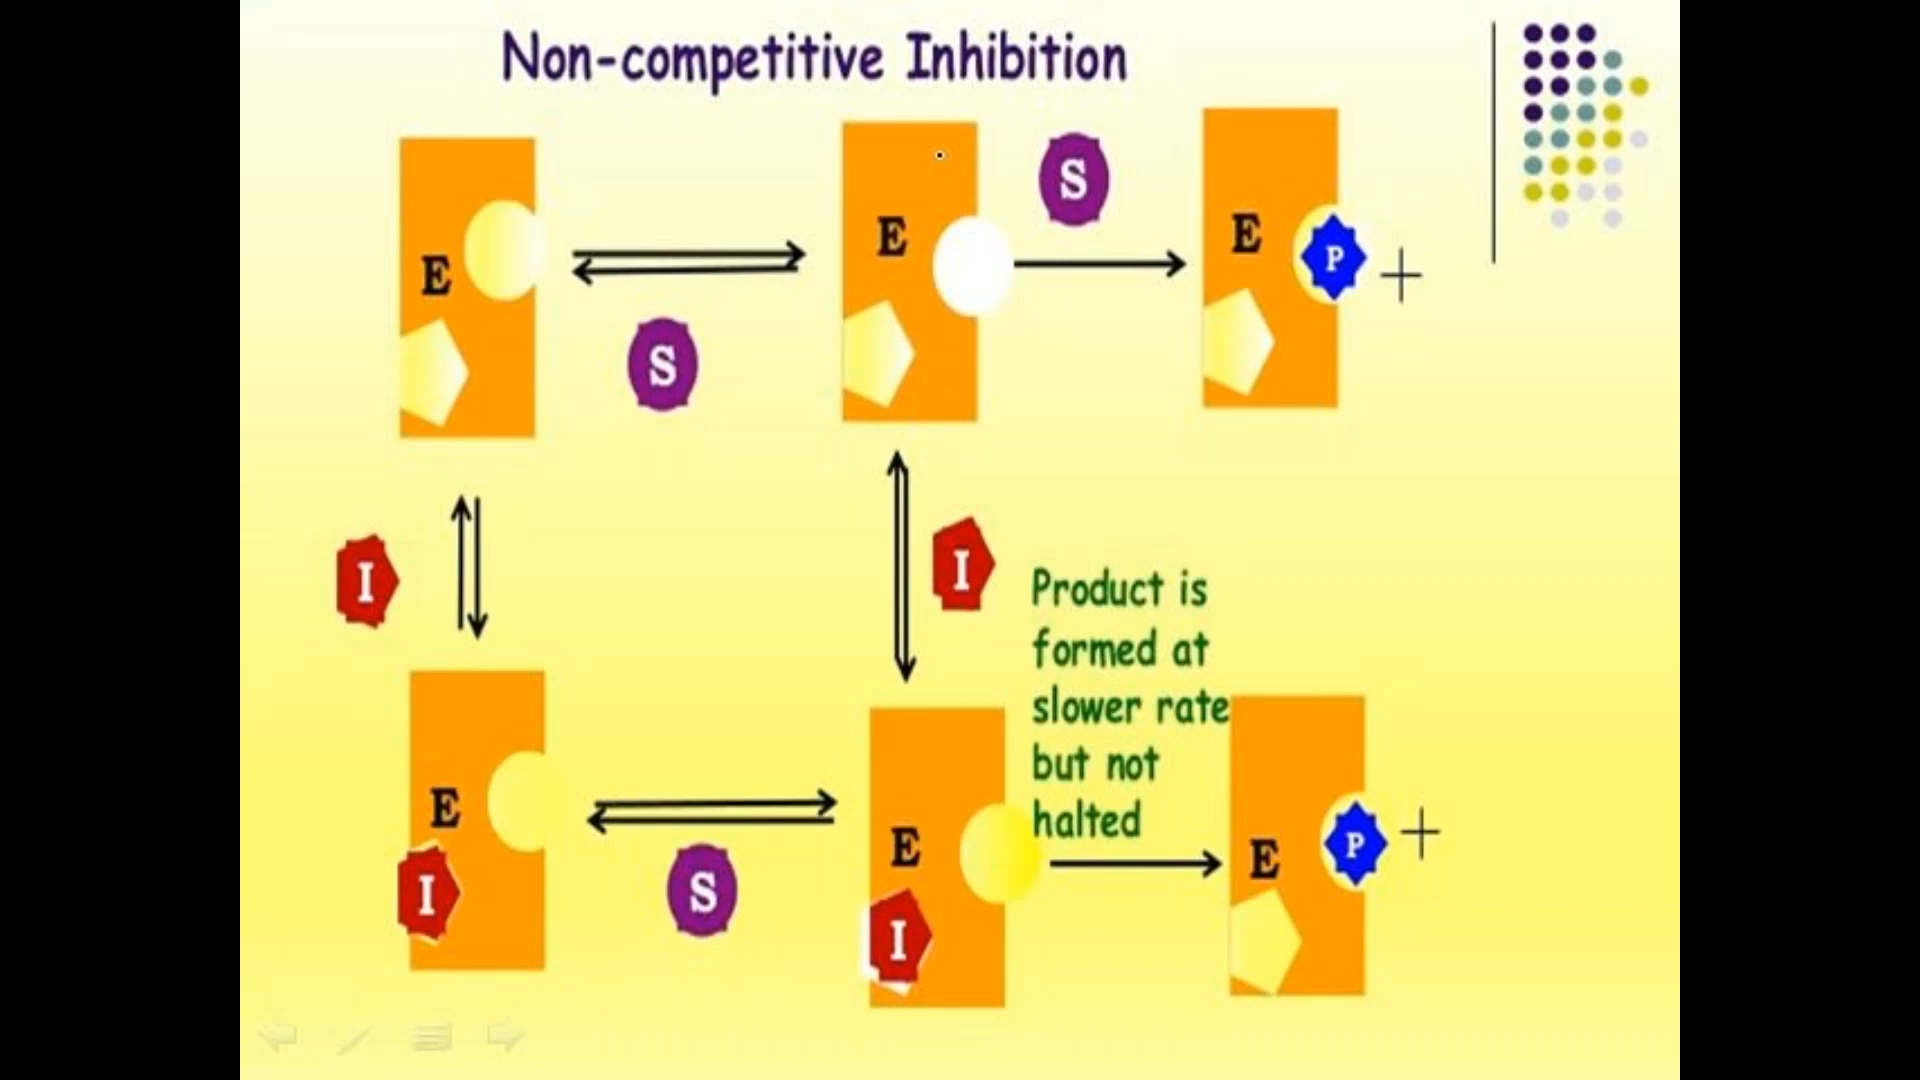 Non-competitive Inhibition
E
S
E
S
E
P
+
I
I
Product is
formed at
slower rate
but not
halted
E
I
S
E
I
E
P
+